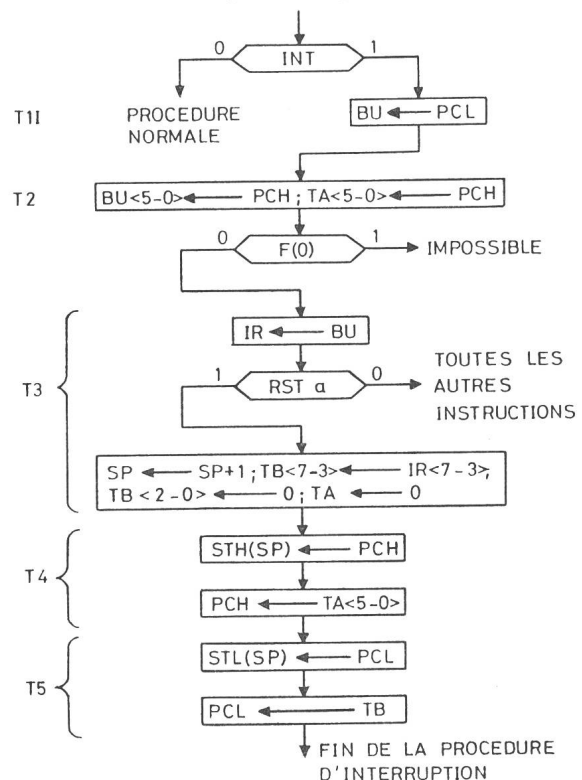 0 INT 1
T1I
PROCEDURE
NORMALE
BU ← PCL
T2
BU<5-0> ← PCH ; TA<5-0> ← PCH
0 F(0) 1
IMPOSSIBLE
T3
IR ← BU
1 RST a 0
TOUTES LES
AUTRES
INSTRUCTIONS
SP ← SP+1 ; TB<7-3> ← IR<7-3>,
TB<2-0> ← 0 ; TA ← 0
T4
STH(SP) ← PCH
PCH ← TA<5-0>
T5
STL(SP) ← PCL
PCL ← TB
FIN DE LA PROCEDURE
D'INTERRUPTION